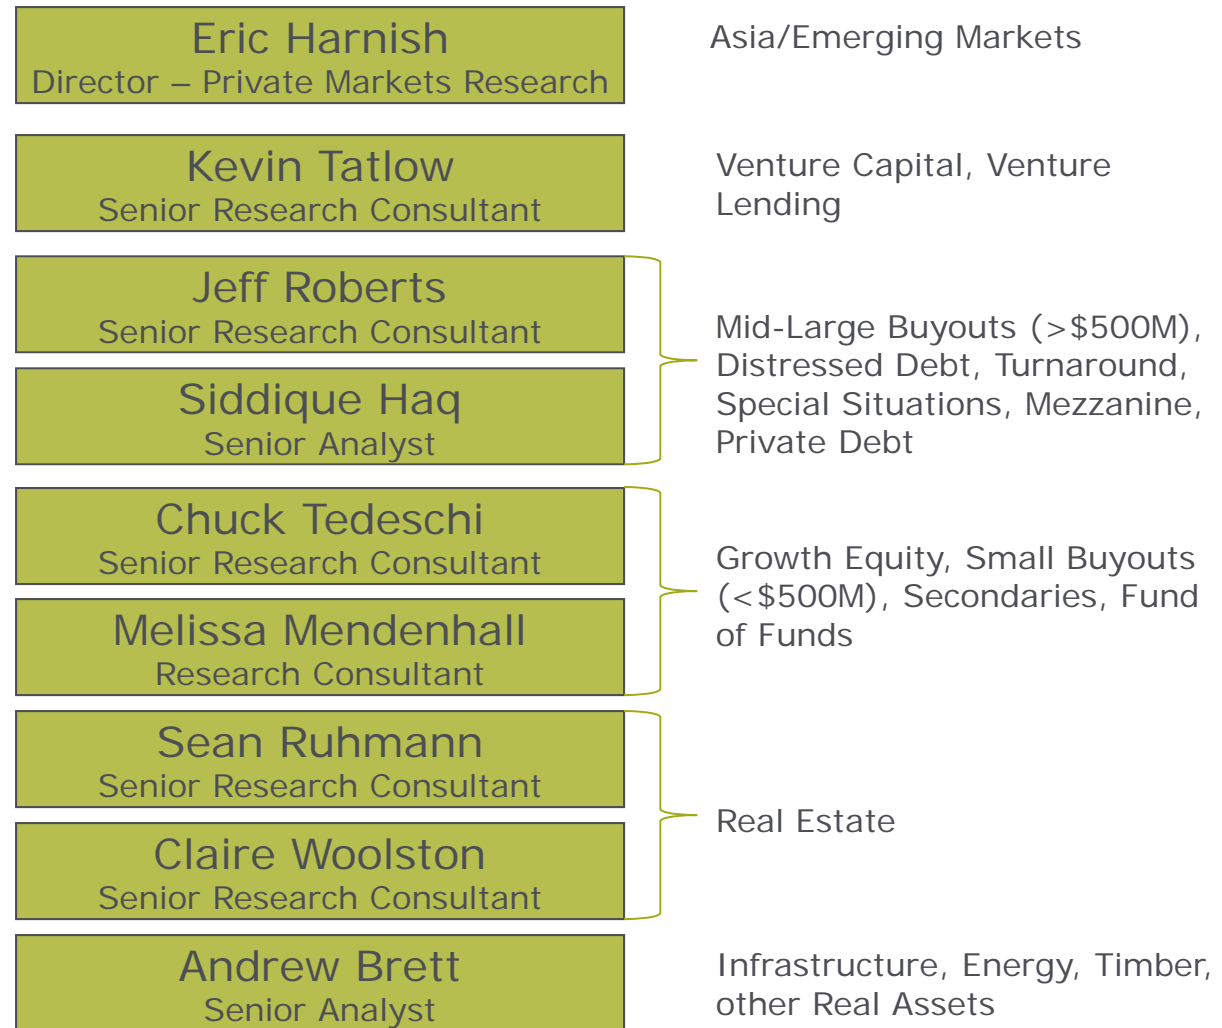 Eric Harnish
Director – Private Markets Research
Asia/Emerging Markets
Kevin Tatlow
Senior Research Consultant
Venture Capital, Venture
Lending
Jeff Roberts
Senior Research Consultant
Siddique Haq
Senior Analyst
Mid-Large Buyouts (>$500M),
Distressed Debt, Turnaround,
Special Situations, Mezzanine,
Private Debt
Chuck Tedeschi
Senior Research Consultant
Melissa Mendenhall
Research Consultant
Growth Equity, Small Buyouts
(<$500M), Secondaries, Fund
of Funds
Sean Ruhmann
Senior Research Consultant
Claire Woolston
Senior Research Consultant
Real Estate
Andrew Brett
Senior Analyst
Infrastructure, Energy, Timber,
other Real Assets